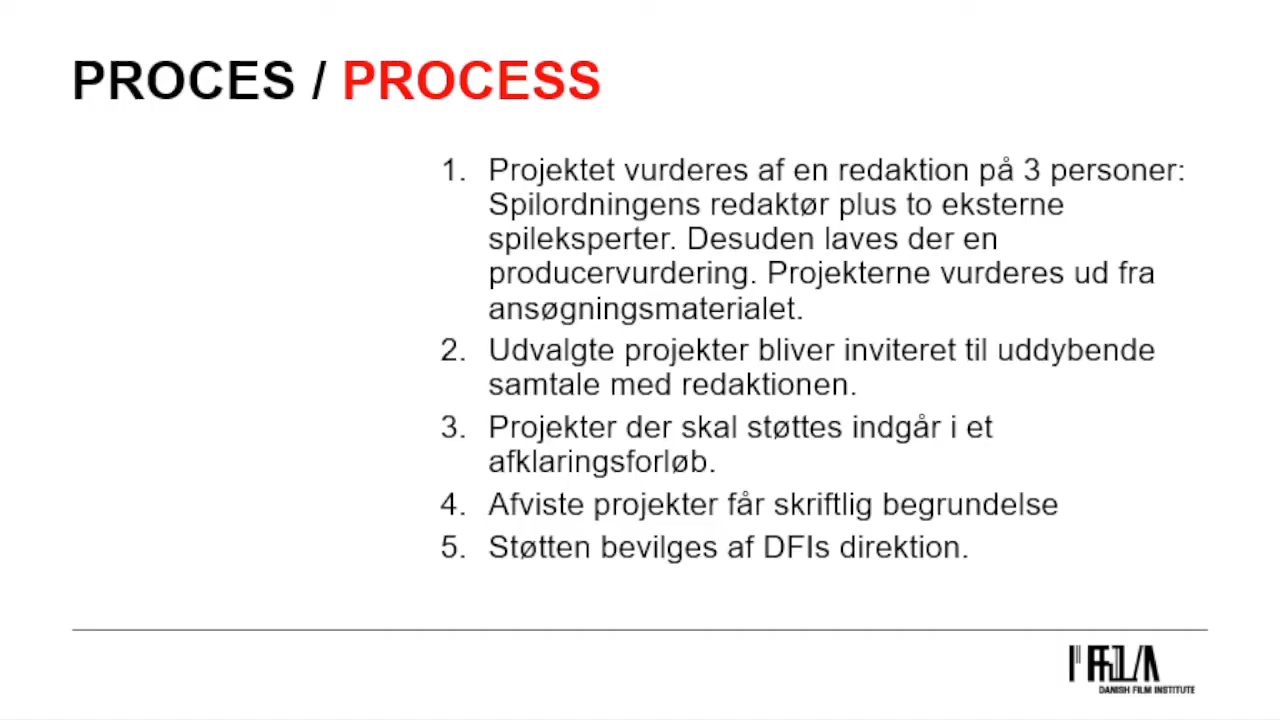 PROCES / PROCESS
1. Projektet vurderes af en redaktion på 3 personer:
Spilordningens redaktør plus to eksterne
spileksperter. Desuden laves der en
producervurdering. Projekterne vurderes ud fra
ansøgningsmaterialet.
2. Udvalgte projekter bliver inviteret til uddybende
samtale med redaktionen.
3. Projekter der skal støttes indgår i et
afklaringsforløb.
4. Afviste projekter får skriftlig begrundelse
5. Støtten bevilges af DFIs direktion.
DANISH FILM INSTITUTE